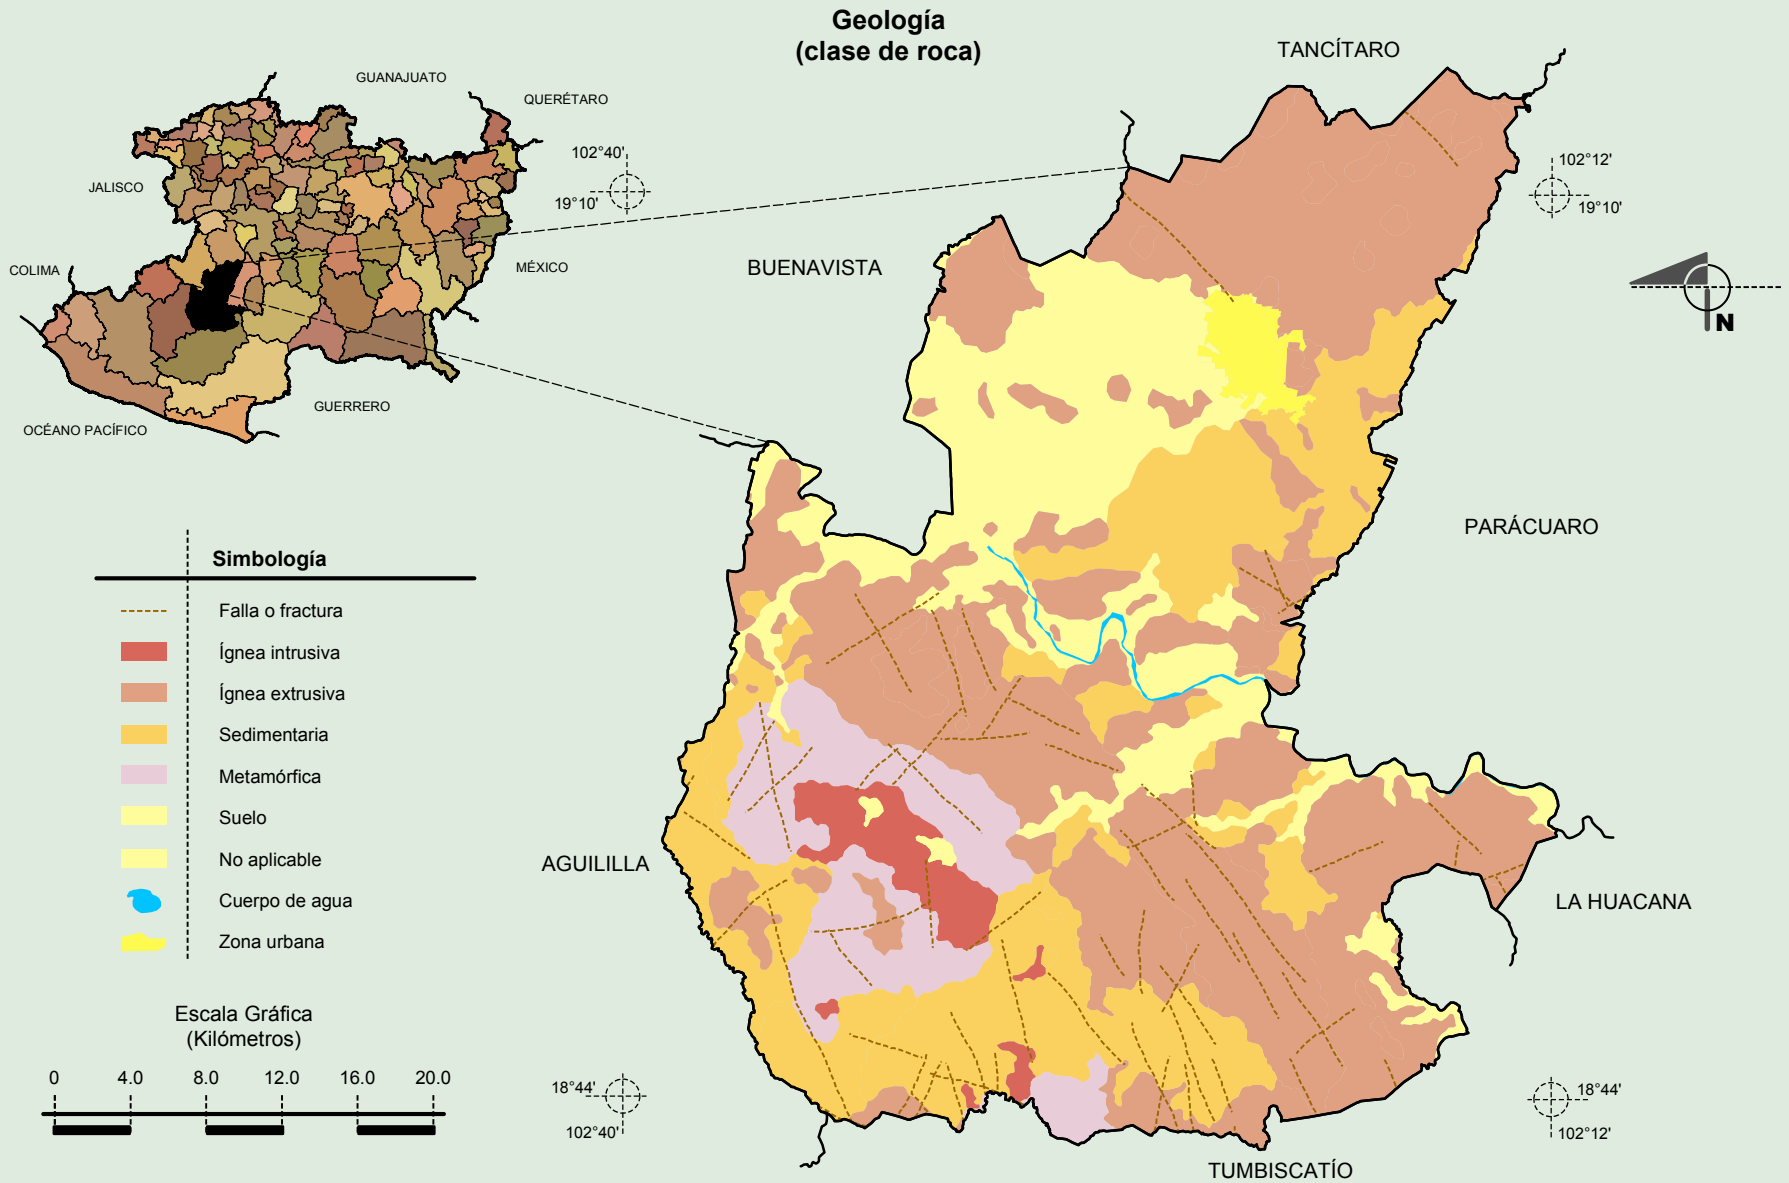 Geología
(clase de roca)
TANCÍTARO
GUANAJUATO
QUERÉTARO
102°40'
19°10'
102°12'
19°10'
JALISCO
COLIMA
MÉXICO
BUENAVISTA
N
GUERRERO
OCÉANO PACÍFICO
PARÁCUARO
Simbología
Falla o fractura
Ígnea intrusiva
Ígnea extrusiva
Sedimentaria
Metamórfica
Suelo
No aplicable
Cuerpo de agua
Zona urbana
AGUILILLA
LA HUACANA
Escala Gráfica
(Kilómetros)
0 4.0 8.0 12.0 16.0 20.0
18°44'
102°40'
18°44'
102°12'
TUMBISCATÍO